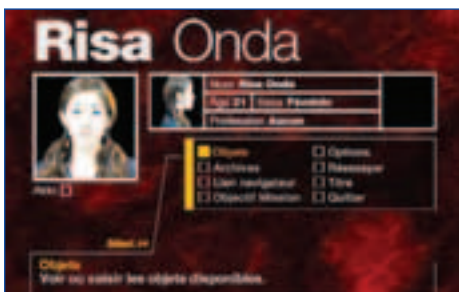 Risa Onda
Nom Risa Onda
Age 21 Sexe Féminin
Profession Aucun
Objets
Options
Archives
Réessayer
Lien navigateur
Titre
Objectif Mission
Quitter
Objets
Voir ou saisir les objets disponibles.